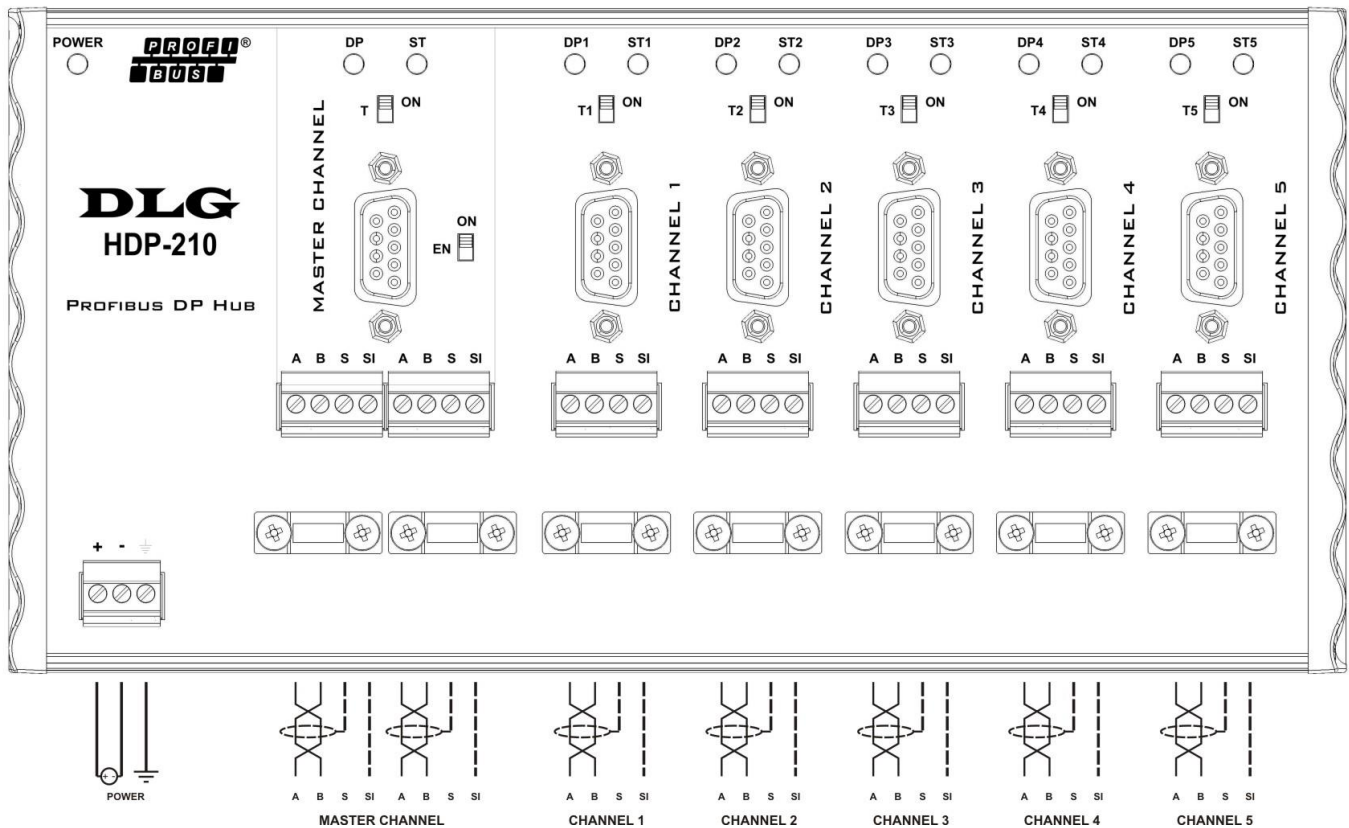 POWER
PROFI®
BUS
DP ST
DP1 ST1
DP2 ST2
DP3 ST3
DP4 ST4
DP5 ST5
T ON
T1 ON
T2 ON
T3 ON
T4 ON
T5 ON
DLG
HDP-210
PROFIBUS DP HUB
MASTER CHANNEL
ON
EN
CHANNEL 1
CHANNEL 2
CHANNEL 3
CHANNEL 4
CHANNEL 5
A B S SI A B S SI
A B S SI
A B S SI
A B S SI
A B S SI
A B S SI
+ -
POWER
A B S SI A B S SI
MASTER CHANNEL
A B S SI
CHANNEL 1
A B S SI
CHANNEL 2
A B S SI
CHANNEL 3
A B S SI
CHANNEL 4
A B S SI
CHANNEL 5